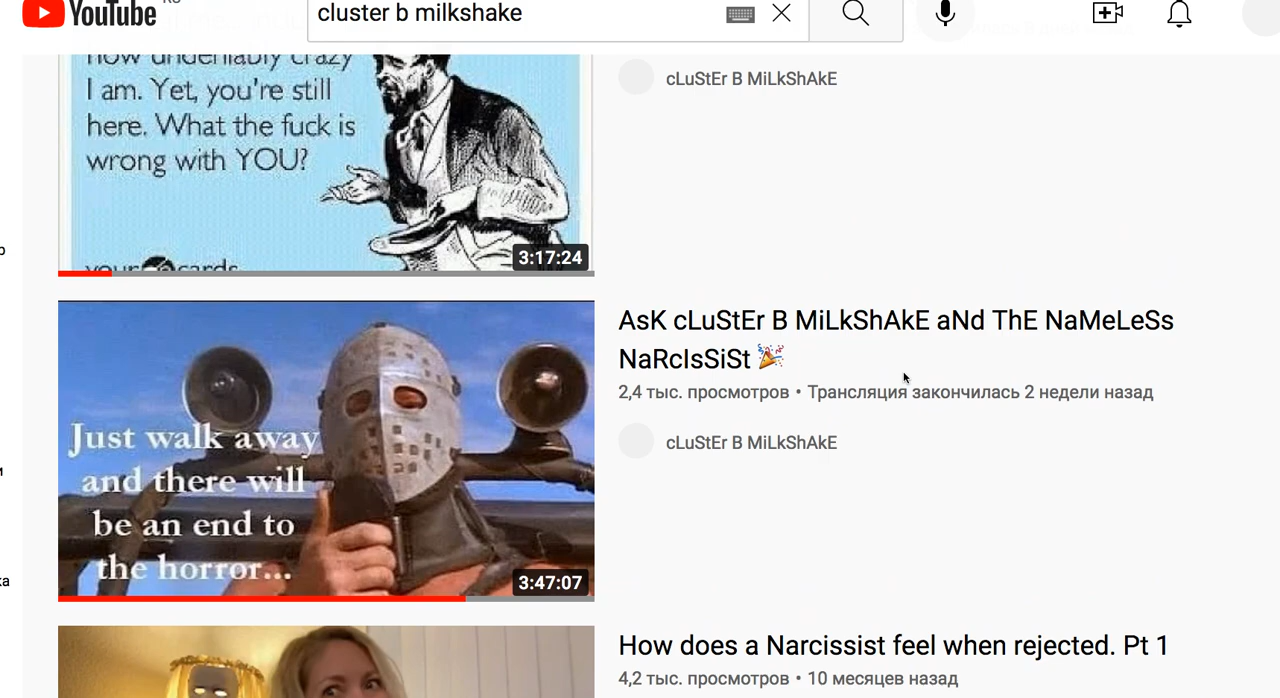 YouTube
cluster b milkshake
now undeniably crazy
I am. Yet, you're still
here. What the fuck is
wrong with YOU?
3:17:24
cLuStEr B MiLkShAkE
Just walk away
and there will
be an end to
the horror...
3:47:07
AsK cLuStEr B MiLkShAkE aNd ThE NaMeLeSs
NaRcIsSiSt 🎉
2,4 тыс. просмотров • Трансляция закончилась 2 недели назад
cLuStEr B MiLkShAkE
How does a Narcissist feel when rejected. Pt 1
4,2 тыс. просмотров • 10 месяцев назад